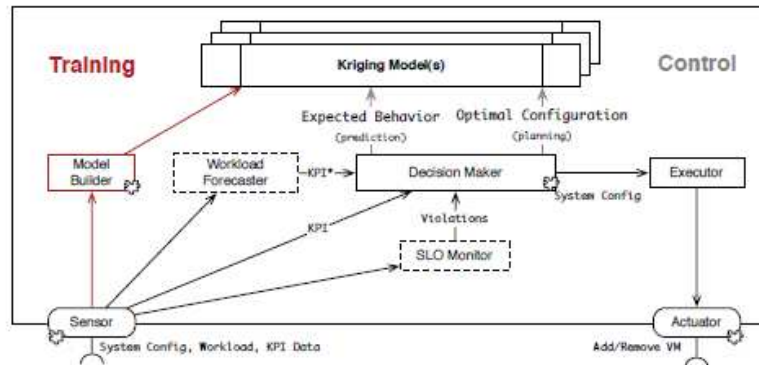 Training
Kriging Model(s)
Control
Expected Behavior
(prediction)
Optimal Configuration
(planning)
Model
Builder
Workload
Forecaster
KPI*
Decision Maker
Executor
System Config
KPI
Violations
SLO Monitor
Sensor
Actuator
System Config, Workload, KPI Data
Add/Remove VM